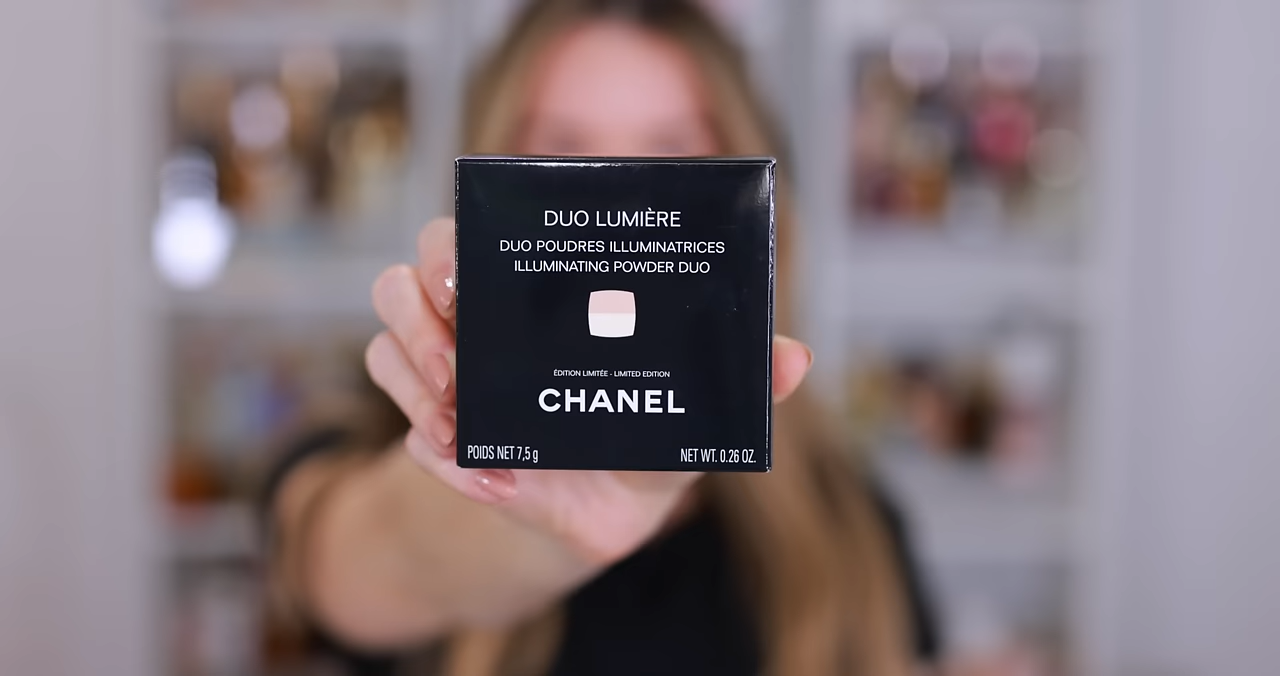 DUO LUMIÈRE
DUO POUDRES ILLUMINATRICES
ILLUMINATING POWDER DUO
ÉDITION LIMITÉE - LIMITED EDITION
CHANEL
POIDS NET 7,5 g NET WT. 0.26 OZ.